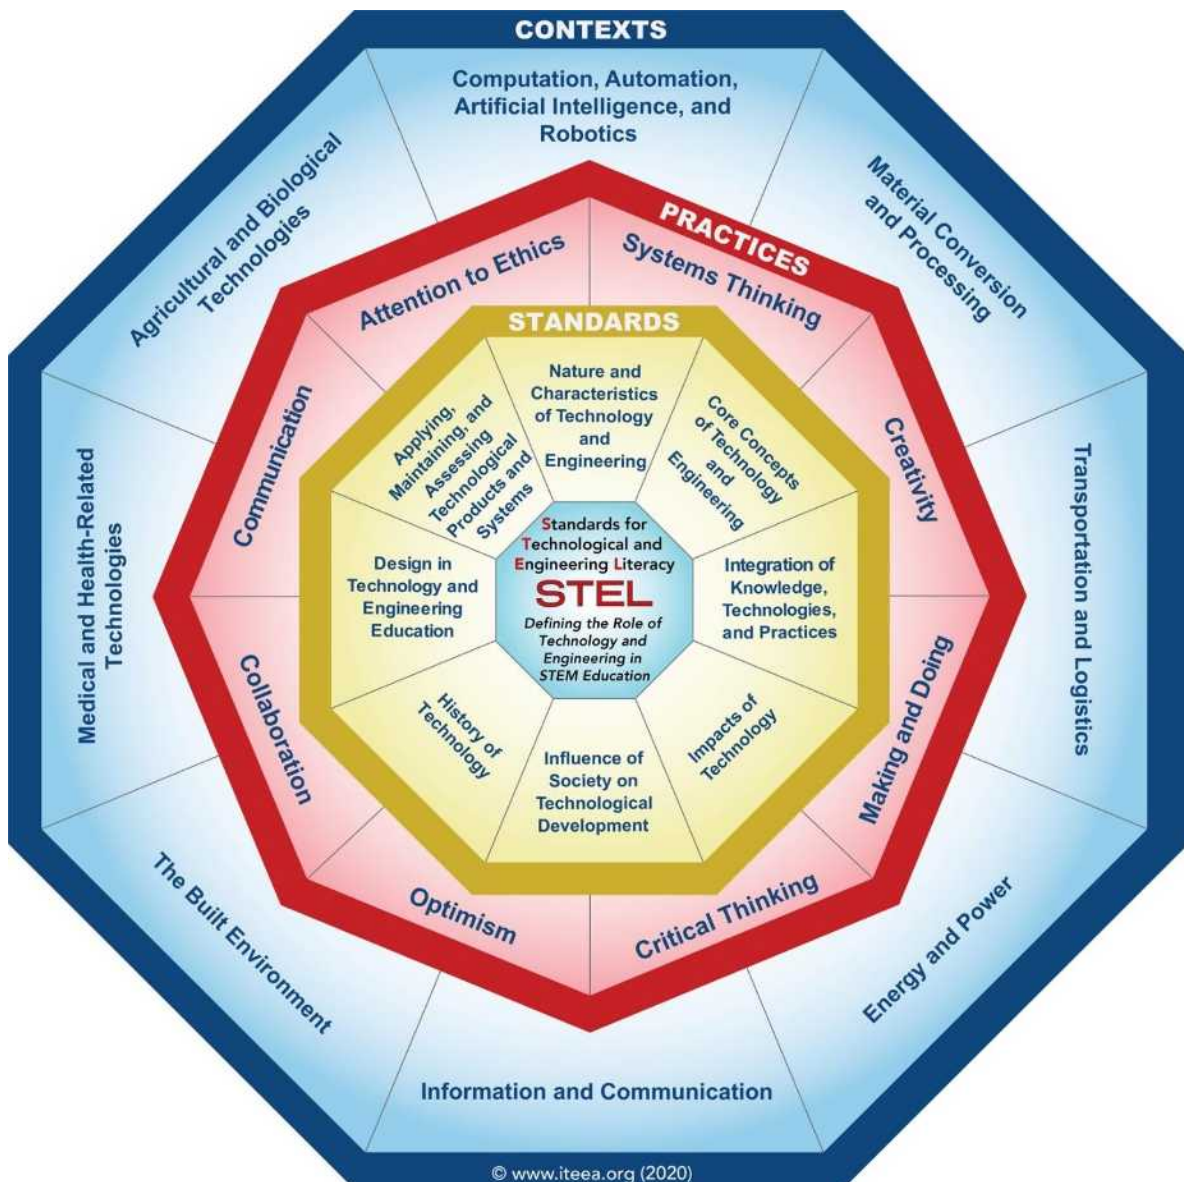 CONTEXTS
Computation, Automation,
Artificial Intelligence, and
Robotics
Material Conversion
and Processing
Transportation and Logistics
Energy and Power
Information and Communication
The Built Environment
Medical and Health-Related
Technologies
Agricultural and Biological
Technologies
PRACTICES
Systems Thinking
Creativity
Making and Doing
Critical Thinking
Optimism
Collaboration
Communication
Attention to Ethics
STANDARDS
Nature and
Characteristics
of Technology
and
Engineering
Core Concepts
of Technology
and
Engineering
Integration of
Knowledge,
Technologies,
and Practices
Impacts of
Technology
Influence of
Society on
Technological
Development
History of
Technology
Design in
Technology and
Engineering
Education
Applying,
Maintaining, and
Assessing
Technological
Products and
Systems
Standards for
Technological and
Engineering Literacy
STEL
Defining the Role of
Technology and
Engineering in
STEM Education
© www.iteea.org (2020)